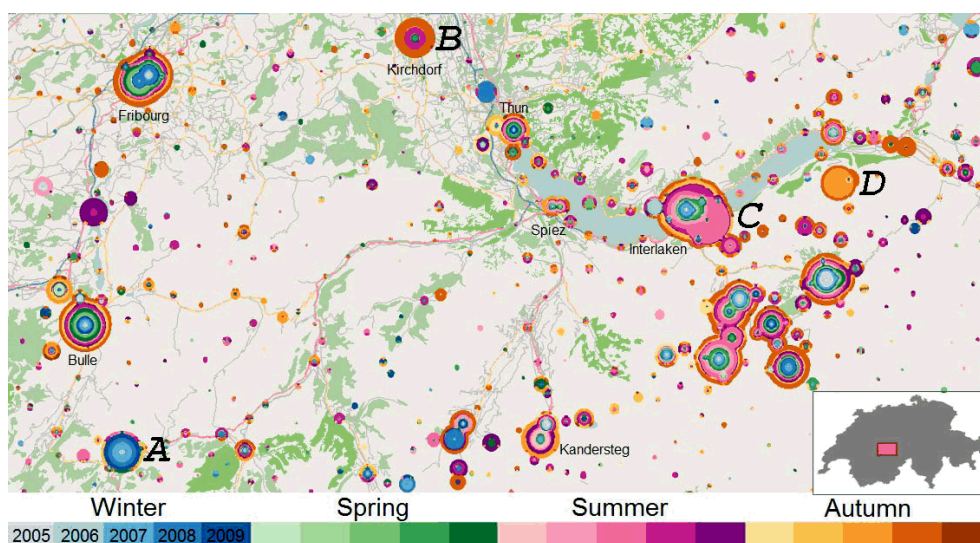 B
Kirchdorf
Fribourg
Thun
D
Spiez
C
Interlaken
Bulle
A
Kandersteg
Winter Spring Summer Autumn
2005 2006 2007 2008 2009